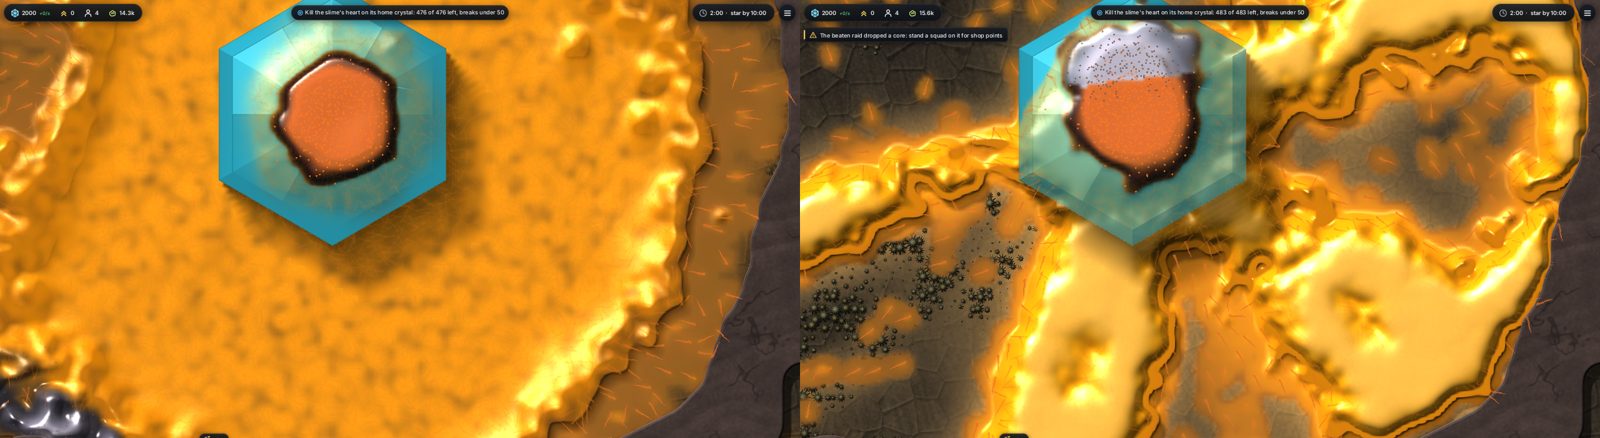 2000 +0/s 0 4 14.3k
Kill the slime's heart on its home crystal: 476 of 476 left, breaks under 50
2:00 · star by 10:00
2000 +0/s 0 4 15.6k
Kill the slime's heart on its home crystal: 483 of 483 left, breaks under 50
2:00 · star by 10:00
The beaten raid dropped a core: stand a squad on it for shop points